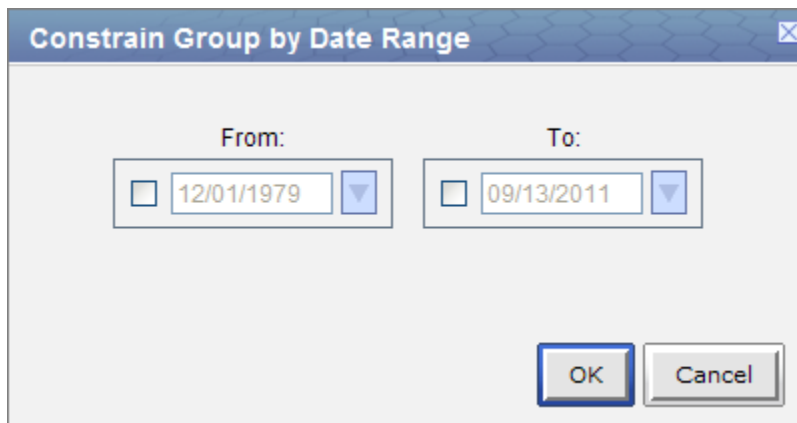 Constrain Group by Date Range
From: To:
12/01/1979 09/13/2011
OK Cancel